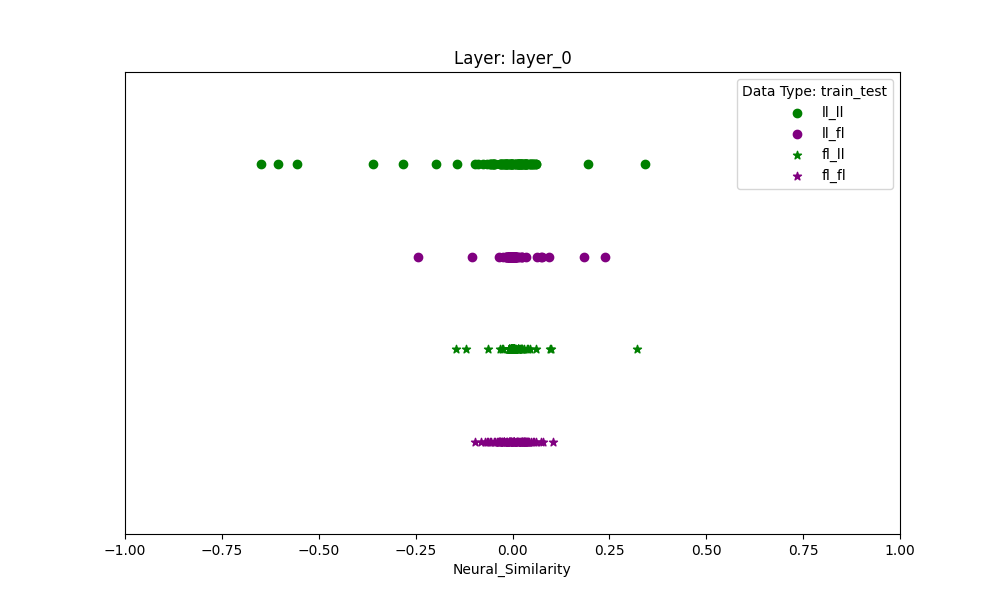 Layer: layer_0
Data Type: train_test
ll_ll
ll_fl
fl_ll
fl_fl
−1.00 −0.75 −0.50 −0.25 0.00 0.25 0.50 0.75 1.00
Neural_Similarity